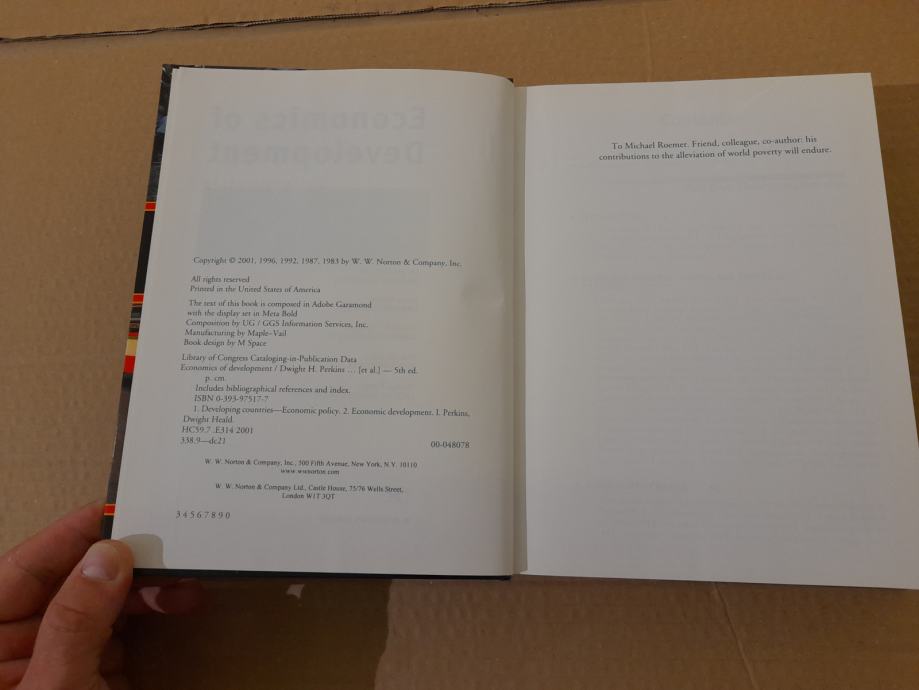 Copyright © 2001, 1996, 1992, 1987, 1983 by W. W. Norton & Company, Inc.
All rights reserved
Printed in the United States of America
The text of this book is composed in Adobe Garamond
with the display set in Meta Bold
Composition by UG / GGS Information Services, Inc.
Manufacturing by Maple-Vail
Book design by M Space
Library of Congress Cataloging-in-Publication Data
Economics of development / Dwight H. Perkins ... [et al.] — 5th ed.
p. cm.
Includes bibliographical references and index.
ISBN 0-393-97517-7
1. Developing countries—Economic policy. 2. Economic development. I. Perkins,
Dwight Heald.
HC59.7 .E314 2001
338.9—dc21 00-048078
W. W. Norton & Company, Inc., 500 Fifth Avenue, New York, N.Y. 10110
www.wwnorton.com
W. W. Norton & Company Ltd., Castle House, 75/76 Wells Street,
London W1T 3QT
3 4 5 6 7 8 9 0
To Michael Roemer. Friend, colleague, co-author: his
contributions to the alleviation of world poverty will endure.